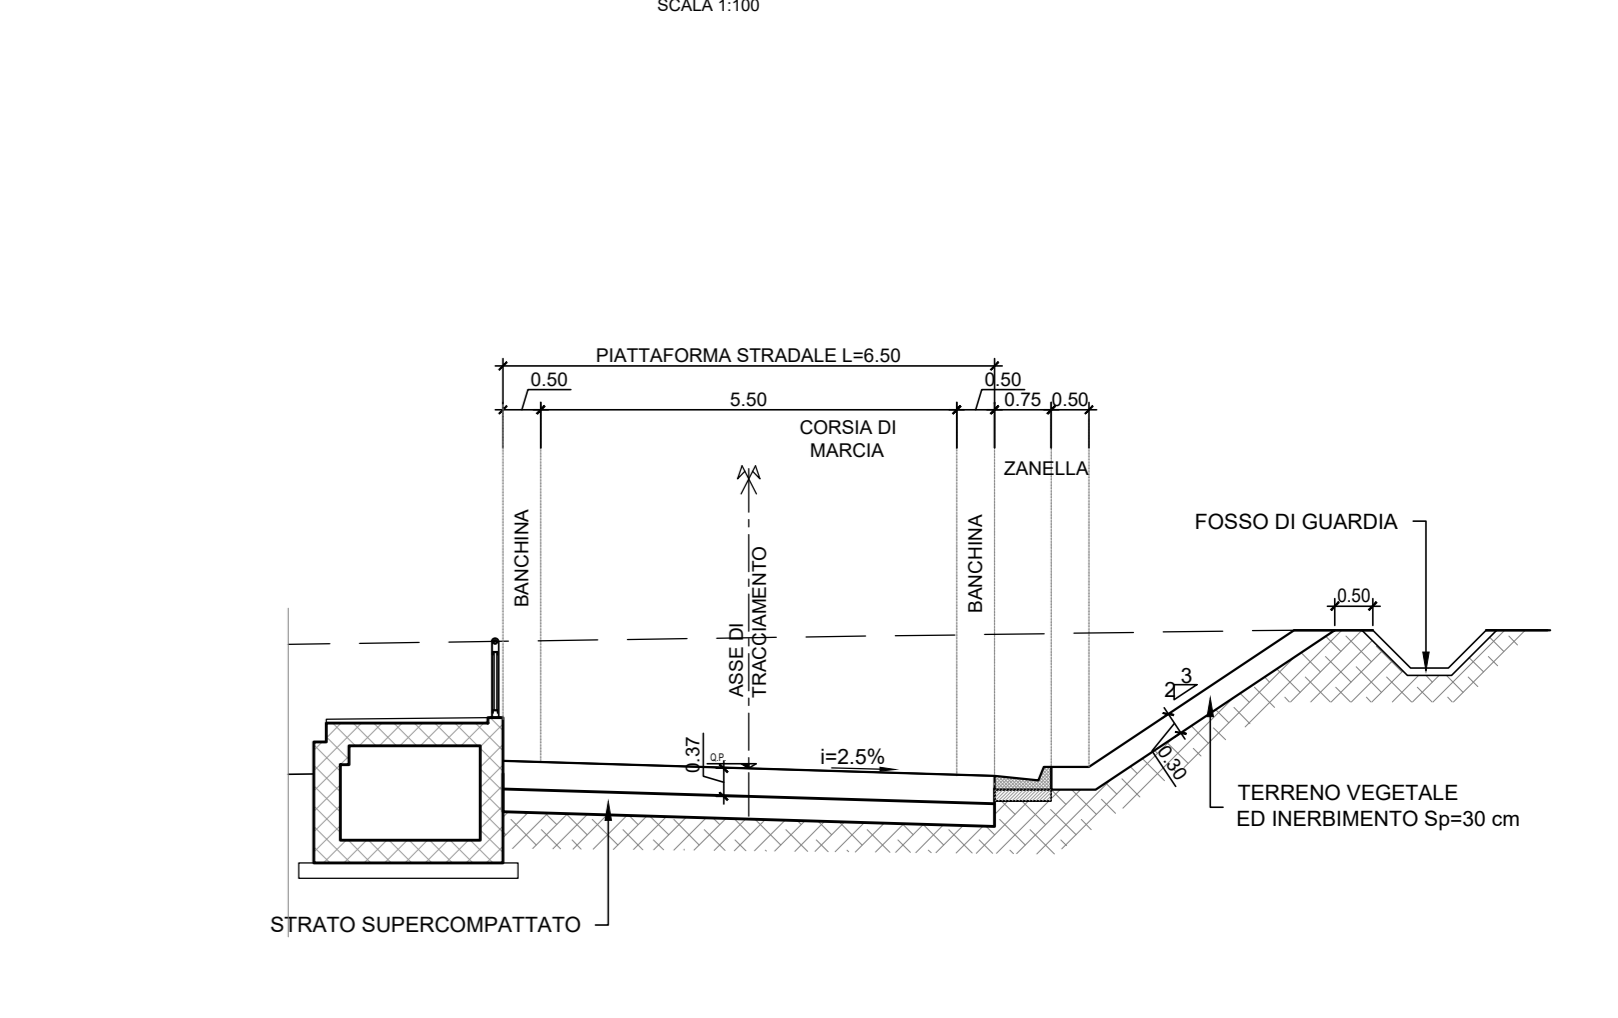 SCALA 1:100
PIATTAFORMA STRADALE L=6.50
0.50
0.50
5.50
0.75
0.50
CORSIA DI
MARCIA
ZANELLA
BANCHINA
BANCHINA
ASSE DI
TRACCIAMENTO
FOSSO DI GUARDIA
0.50
3
2
0.37
Q.P.
i=2.5%
0.30
TERRENO VEGETALE
ED INERBIMENTO Sp=30 cm
STRATO SUPERCOMPATTATO